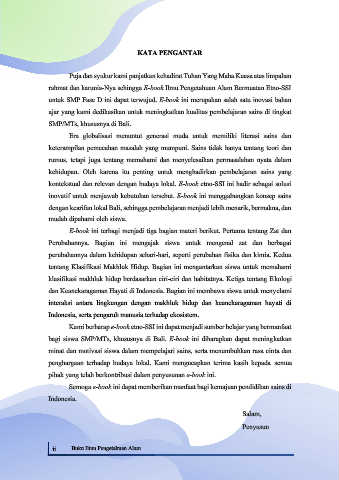 KATA PENGANTAR
Puja dan syukur kami panjatkan kehadirat Tuhan Yang Maha Kuasa atas limpahan
rahmat dan karunia-Nya sehingga E-book Ilmu Pengetahuan Alam Bermuatan Etno-SSI
untuk SMP Fase D ini dapat terwujud. E-book ini merupakan salah satu inovasi bahan
ajar yang kami dedikasikan untuk meningkatkan kualitas pembelajaran sains di tingkat
SMP/MTs, khususnya di Bali.
Era globalisasi menuntut generasi muda untuk memiliki literasi sains dan
keterampilan pemecahan masalah yang mumpuni. Sains tidak hanya tentang teori dan
rumus, tetapi juga tentang memahami dan menyelesaikan permasalahan nyata dalam
kehidupan. Oleh karena itu penting untuk menghadirkan pembelajaran sains yang
kontekstual dan relevan dengan budaya lokal. E-book etno-SSI ini hadir sebagai solusi
inovatif untuk menjawab kebutuhan tersebut. E-book ini menggabungkan konsep sains
dengan kearifan lokal Bali, sehingga pembelajaran menjadi lebih menarik, bermakna, dan
mudah dipahami oleh siswa.
E-book ini terbagi menjadi tiga bagian materi berikut. Pertama tentang Zat dan
Perubahannya. Bagian ini mengajak siswa untuk mengenal zat dan berbagai
perubahannya dalam kehidupan sehari-hari, seperti perubahan fisika dan kimia. Kedua
tentang Klasifikasi Makhluk Hidup. Bagian ini mengantarkan siswa untuk memahami
klasifikasi makhluk hidup berdasarkan ciri-ciri dan habitatnya. Ketiga tentang Ekologi
dan Keanekaragaman Hayati di Indonesia. Bagian ini membawa siswa untuk menyelami
interaksi antara lingkungan dengan makhluk hidup dan keanekaragaman hayati di
Indonesia, serta pengaruh manusia terhadap ekosistem.
Kami berharap e-book etno-SSI ini dapat menjadi sumber belajar yang bermanfaat
bagi siswa SMP/MTs, khususnya di Bali. E-book ini diharapkan dapat meningkatkan
minat dan motivasi siswa dalam mempelajari sains, serta menumbuhkan rasa cinta dan
penghargaan terhadap budaya lokal. Kami mengucapkan terima kasih kepada semua
pihak yang telah berkontribusi dalam penyusunan e-book ini.
Semoga e-book ini dapat memberikan manfaat bagi kemajuan pendidikan sains di
Indonesia.
Salam,
Penyusun
ii Buku Ilmu Pengetahuan Alam